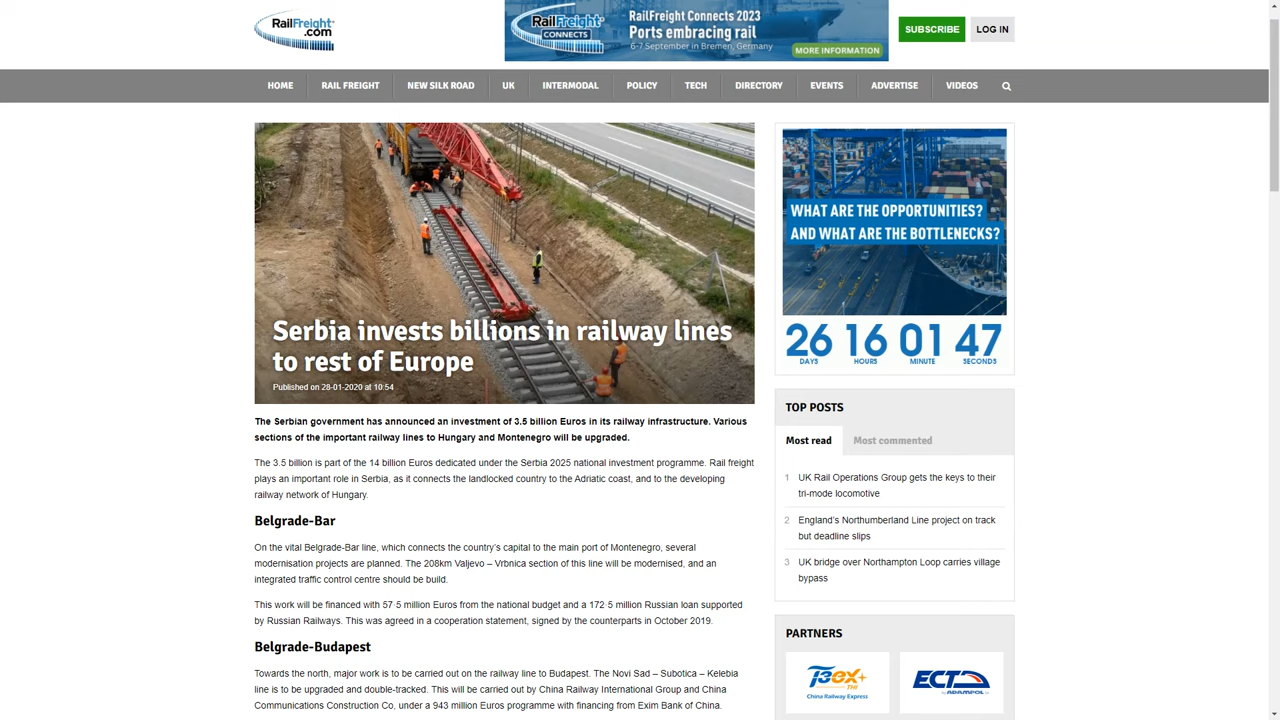 RailFreight
.com
RailFreight
CONNECTS
RailFreight Connects 2023
Ports embracing rail
6-7 September in Bremen, Germany
MORE INFORMATION
SUBSCRIBE
LOG IN
HOME
RAIL FREIGHT
NEW SILK ROAD
UK
INTERMODAL
POLICY
TECH
DIRECTORY
EVENTS
ADVERTISE
VIDEOS
Serbia invests billions in railway lines
to rest of Europe
Published on 28-01-2020 at 10:54
The Serbian government has announced an investment of 3.5 billion Euros in its railway infrastructure. Various
sections of the important railway lines to Hungary and Montenegro will be upgraded.
The 3.5 billion is part of the 14 billion Euros dedicated under the Serbia 2025 national investment programme. Rail freight
plays an important role in Serbia, as it connects the landlocked country to the Adriatic coast, and to the developing
railway network of Hungary.
Belgrade-Bar
On the vital Belgrade-Bar line, which connects the country's capital to the main port of Montenegro, several
modernisation projects are planned. The 208km Valjevo – Vrbnica section of this line will be modernised, and an
integrated traffic control centre should be build.
This work will be financed with 57·5 million Euros from the national budget and a 172·5 million Russian loan supported
by Russian Railways. This was agreed in a cooperation statement, signed by the counterparts in October 2019.
Belgrade-Budapest
Towards the north, major work is to be carried out on the railway line to Budapest. The Novi Sad – Subotica – Kelebia
line is to be upgraded and double-tracked. This will be carried out by China Railway International Group and China
Communications Construction Co, under a 943 million Euros programme with financing from Exim Bank of China.
WHAT ARE THE OPPORTUNITIES?
AND WHAT ARE THE BOTTLENECKS?
26 16 01 47
DAYS HOURS MINUTE SECONDS
TOP POSTS
Most read
Most commented
1 UK Rail Operations Group gets the keys to their
tri-mode locomotive
2 England's Northumberland Line project on track
but deadline slips
3 UK bridge over Northampton Loop carries village
bypass
PARTNERS
China Railway Express
ECT
by ADAMPOL